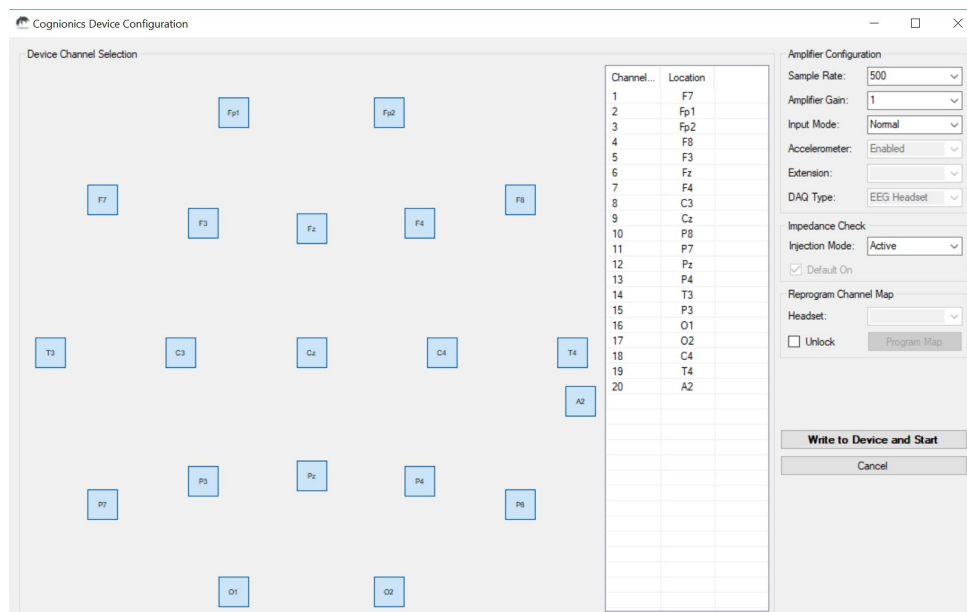 Cognionics Device Configuration
Device Channel Selection
Fp1 Fp2
F7 F8
F3 Fz F4
T3 C3 Cz C4 T4
A2
P3 Pz P4
P7 P8
O1 O2
Channel... Location
1 F7
2 Fp1
3 Fp2
4 F8
5 F3
6 Fz
7 F4
8 C3
9 Cz
10 P8
11 P7
12 Pz
13 P4
14 T3
15 P3
16 O1
17 O2
18 C4
19 T4
20 A2
Amplifier Configuration
Sample Rate: 500
Amplifier Gain: 1
Input Mode: Normal
Accelerometer: Enabled
Extension:
DAQ Type: EEG Headset
Impedance Check
Injection Mode: Active
Default On
Reprogram Channel Map
Headset:
Unlock Program Map
Write to Device and Start
Cancel